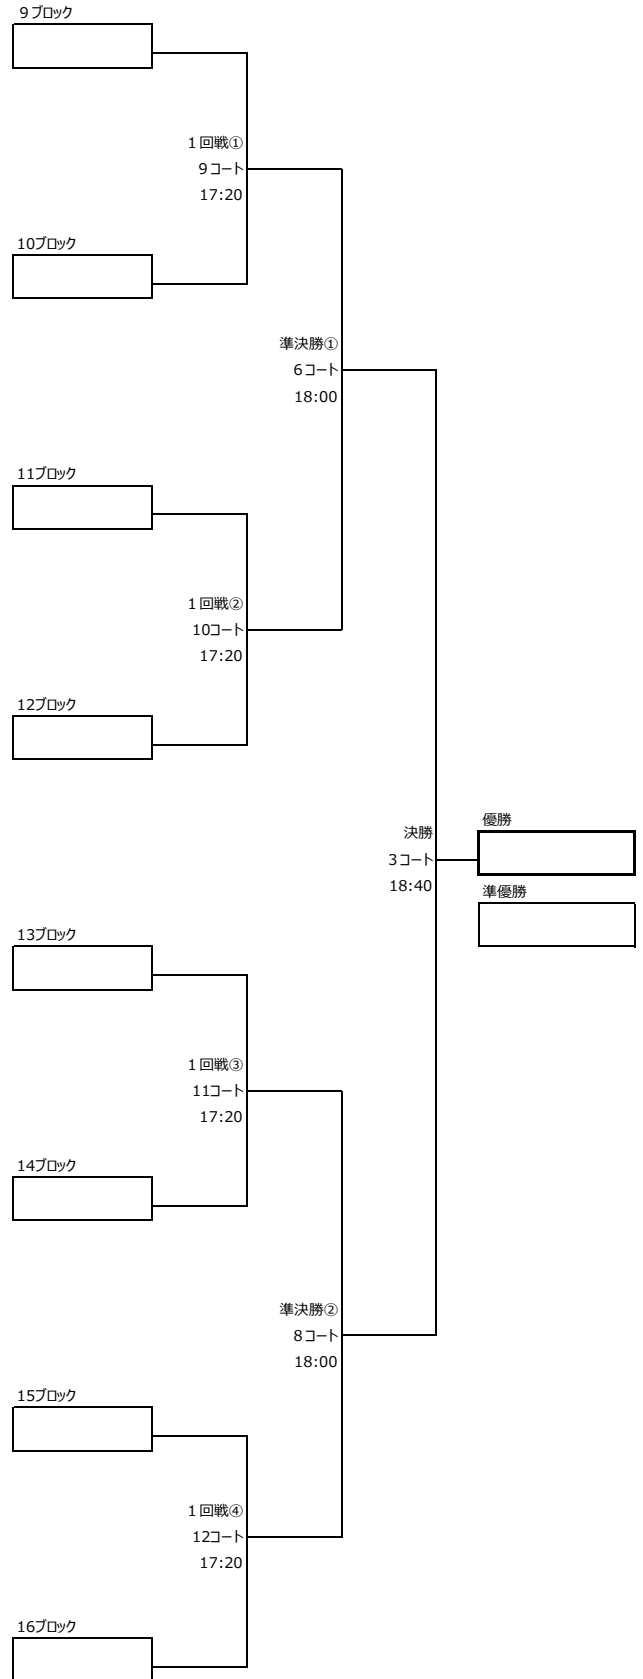 9ブロック
1回戦①
9コート
17:20
10ブロック
準決勝①
6コート
18:00
11ブロック
1回戦②
10コート
17:20
12ブロック
優勝
決勝
3コート
18:40
準優勝
13ブロック
1回戦③
11コート
17:20
14ブロック
準決勝②
8コート
18:00
15ブロック
1回戦④
12コート
17:20
16ブロック